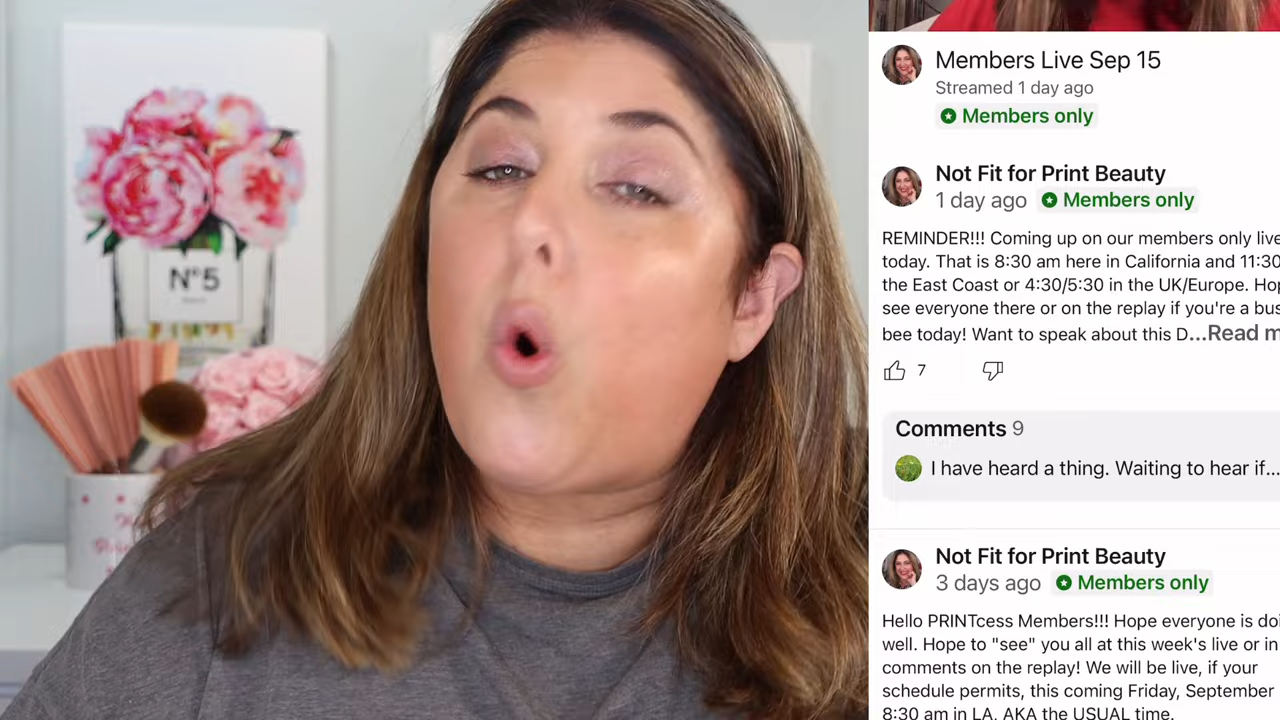 N°5
Members Live Sep 15
Streamed 1 day ago
Members only
Not Fit for Print Beauty
1 day ago Members only
REMINDER!!! Coming up on our members only live
today. That is 8:30 am here in California and 11:30
the East Coast or 4:30/5:30 in the UK/Europe. Hop
see everyone there or on the replay if you're a bus
bee today! Want to speak about this D...Read m
7
Comments 9
I have heard a thing. Waiting to hear if...
Not Fit for Print Beauty
3 days ago Members only
Hello PRINTcess Members!!! Hope everyone is doi
well. Hope to "see" you all at this week's live or in
comments on the replay! We will be live, if your
schedule permits, this coming Friday, September
8:30 am in LA, AKA the USUAL time.